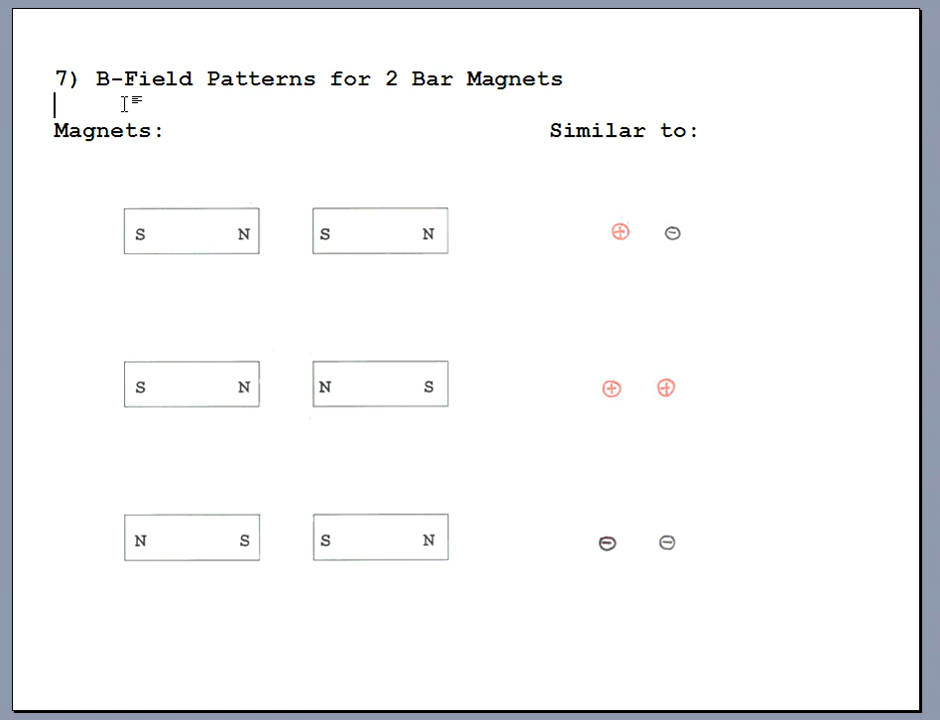 7) B-Field Patterns for 2 Bar Magnets
Magnets: Similar to:
S N S N + -
S N N S + +
N S S N - -